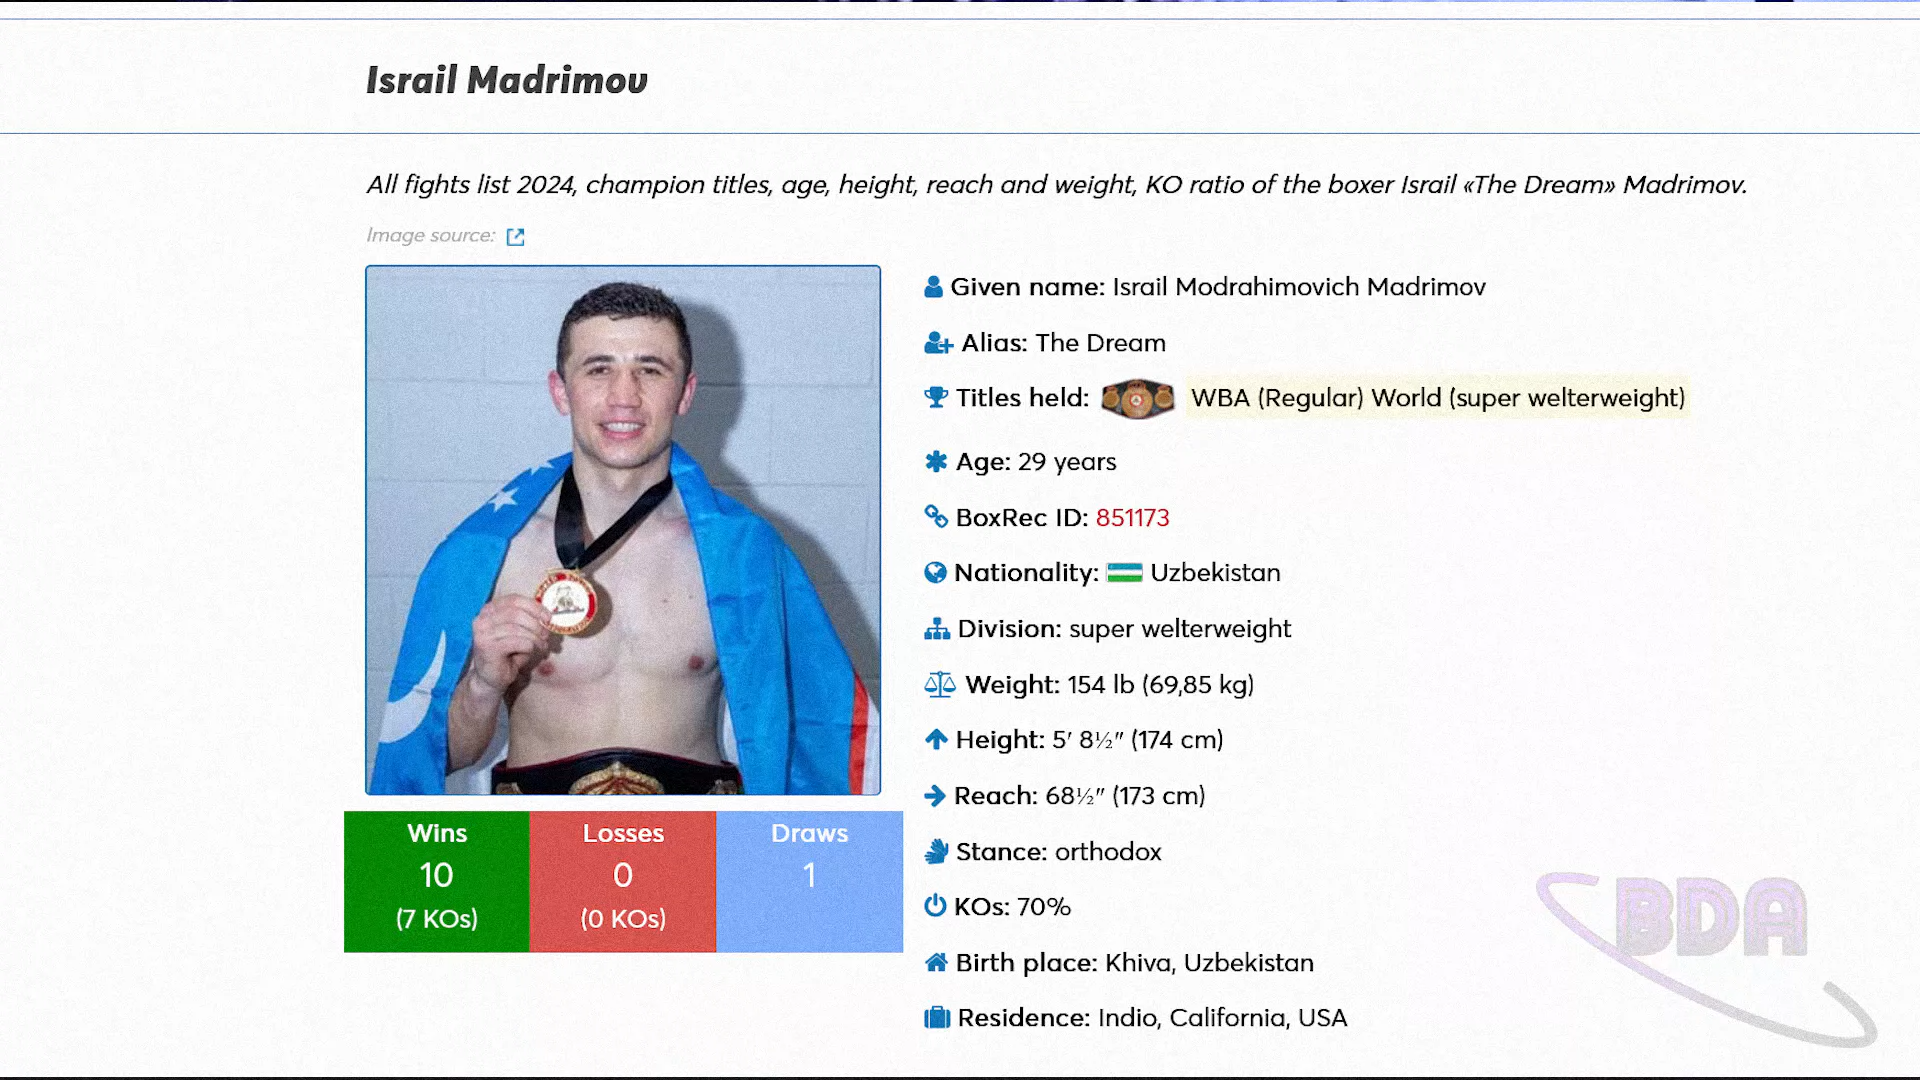 Israil Madrimov
All fights list 2024, champion titles, age, height, reach and weight, KO ratio of the boxer Israil «The Dream» Madrimov.
Image source:
Given name: Israil Modrahimovich Madrimov
Alias: The Dream
Titles held: WBA (Regular) World (super welterweight)
Age: 29 years
BoxRec ID: 851173
Nationality: Uzbekistan
Division: super welterweight
Weight: 154 lb (69,85 kg)
Height: 5′ 8½″ (174 cm)
Reach: 68½″ (173 cm)
Stance: orthodox
KOs: 70%
Birth place: Khiva, Uzbekistan
Residence: Indio, California, USA
Wins Losses Draws
10 0 1
(7 KOs) (0 KOs)
BDA